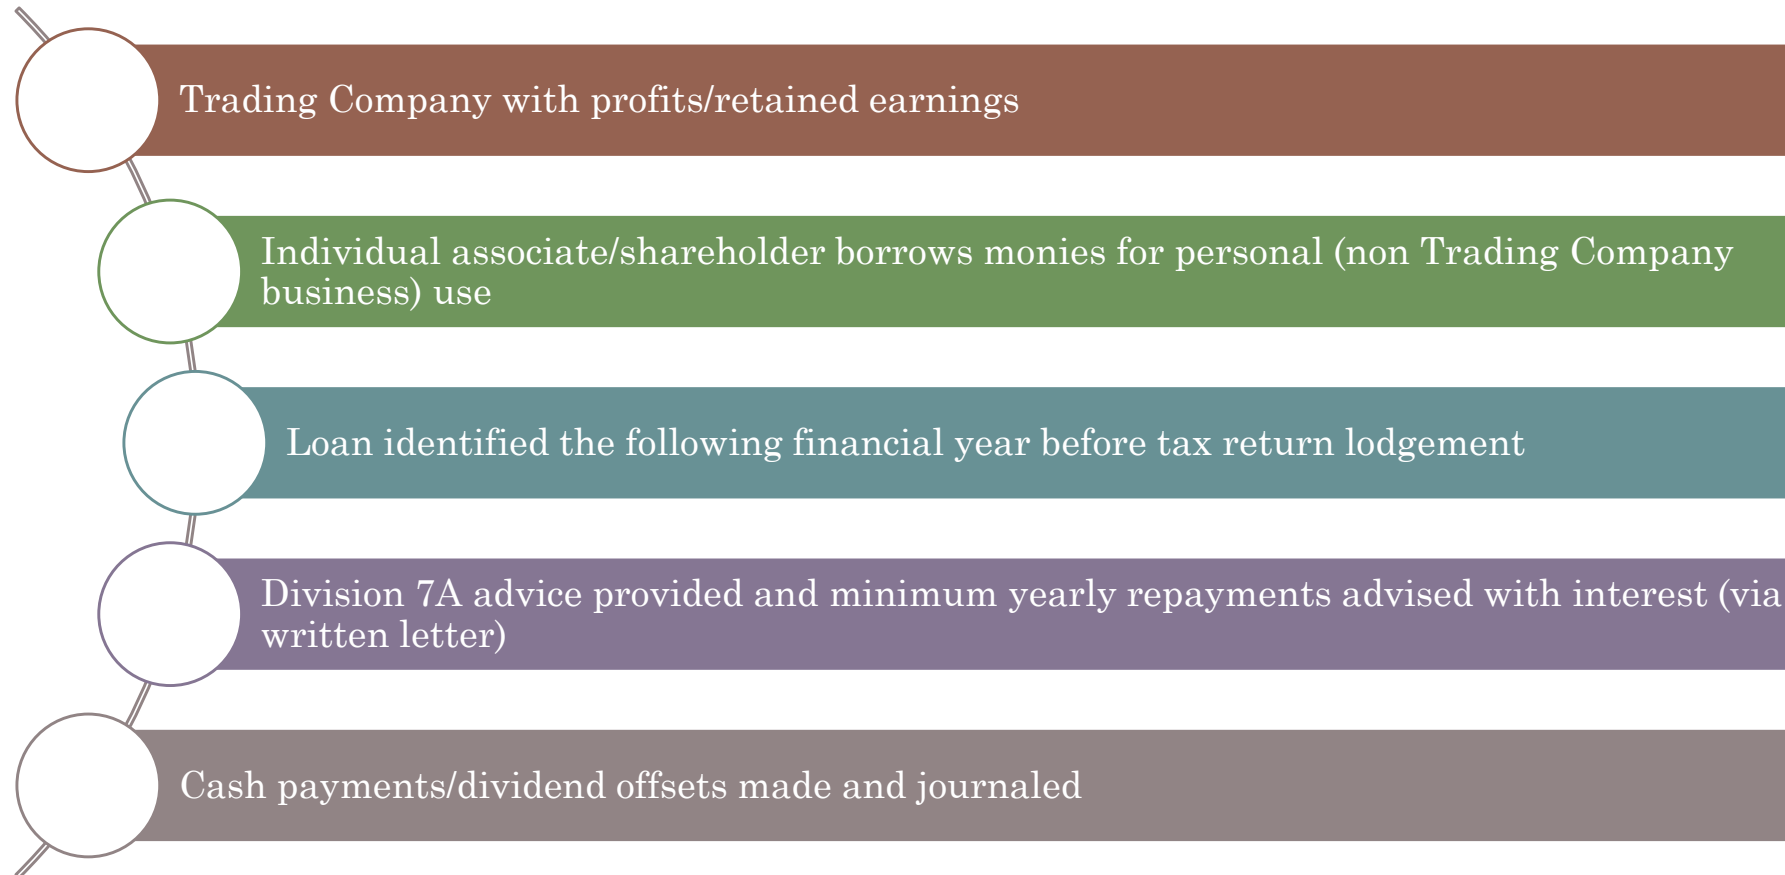 Trading Company with profits/retained earnings
Individual associate/shareholder borrows monies for personal (non Trading Company
business) use
Loan identified the following financial year before tax return lodgement
Division 7A advice provided and minimum yearly repayments advised with interest (via
written letter)
Cash payments/dividend offsets made and journaled